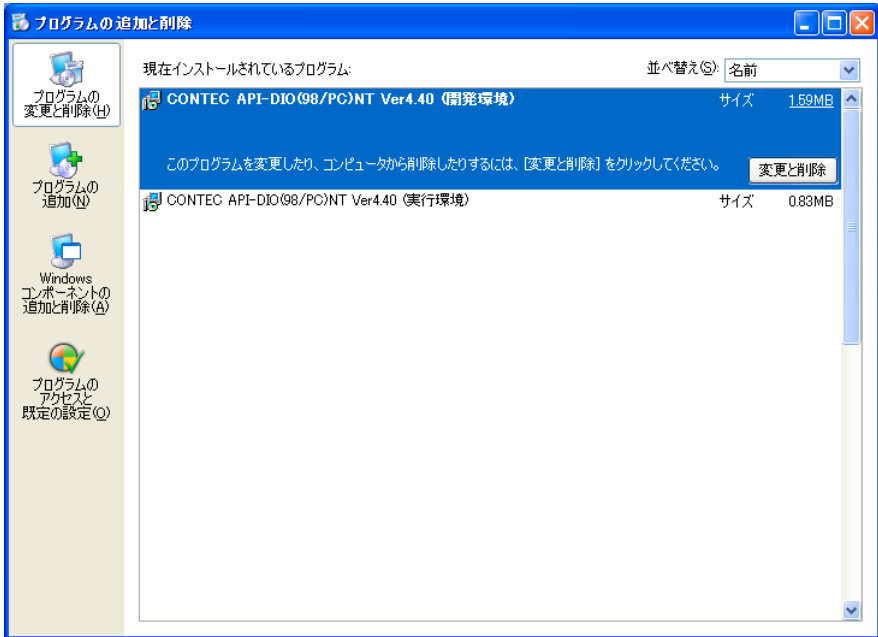 プログラムの追加と削除
プログラムの
変更と削除(H)
プログラムの
追加(N)
Windows
コンポーネントの
追加と削除(A)
プログラムの
アクセスと
既定の設定(O)
現在インストールされているプログラム:
並べ替え(S): 名前
CONTEC API-DIO(98/PC)NT Ver4.40 (開発環境) サイズ 1.59MB
このプログラムを変更したり、コンピュータから削除したりするには、[変更と削除] をクリックしてください。 変更と削除
CONTEC API-DIO(98/PC)NT Ver4.40 (実行環境) サイズ 0.83MB